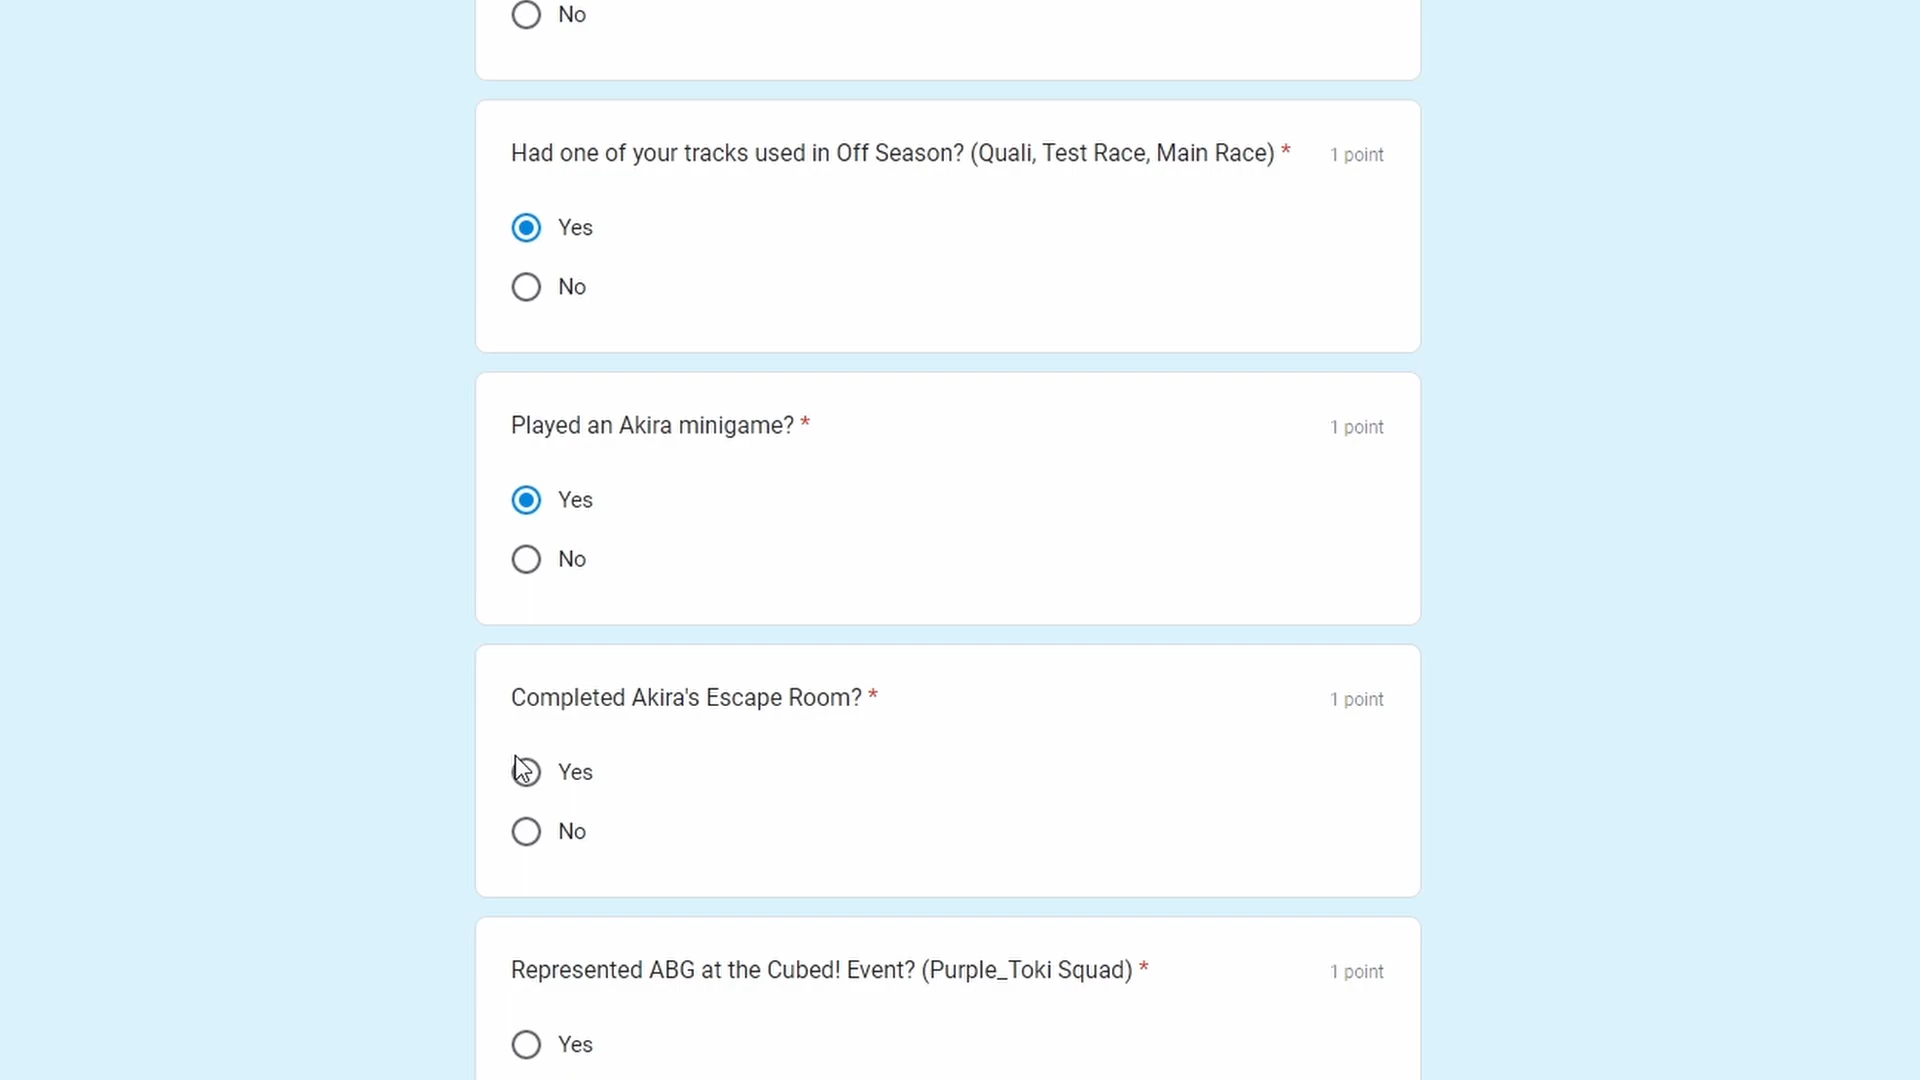 No
Had one of your tracks used in Off Season? (Quali, Test Race, Main Race) * 1 point
Yes
No
Played an Akira minigame? * 1 point
Yes
No
Completed Akira's Escape Room? * 1 point
Yes
No
Represented ABG at the Cubed! Event? (Purple_Toki Squad) * 1 point
Yes